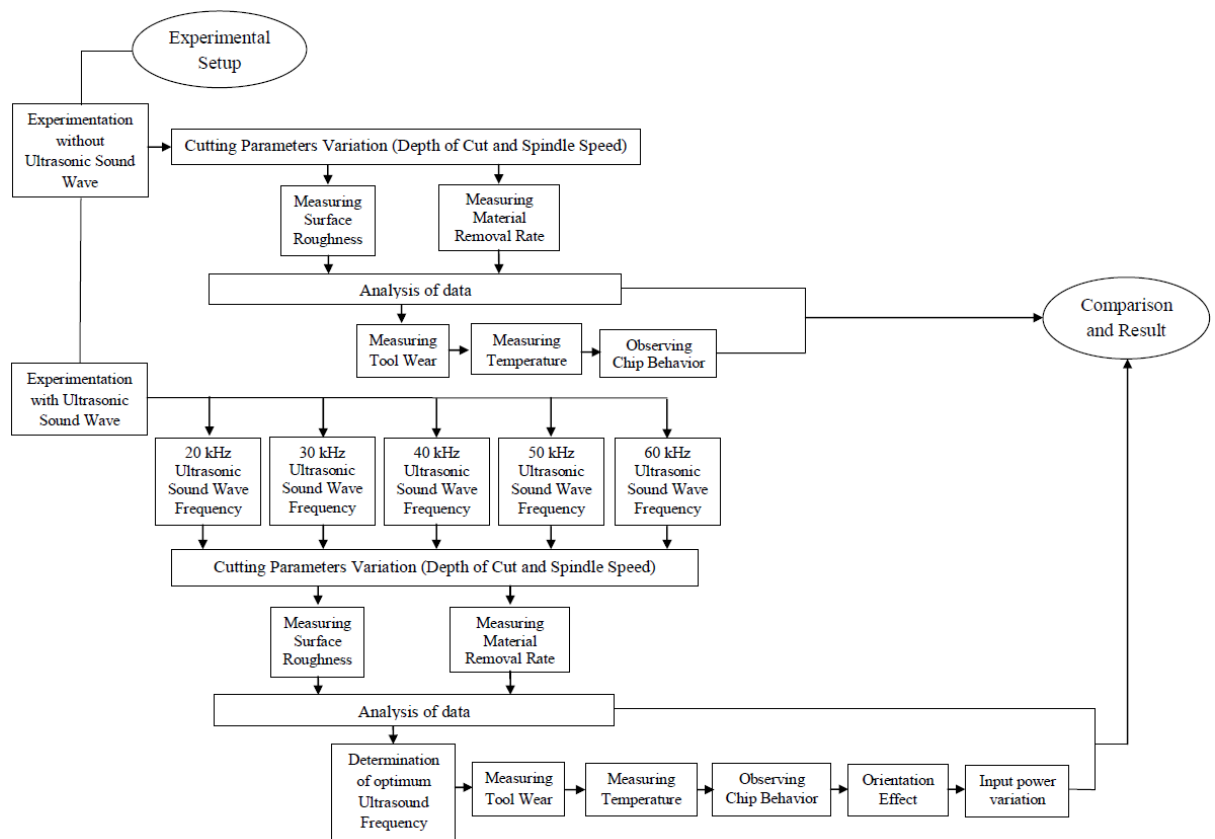 Experimental
Setup
Experimentation
without
Ultrasonic Sound
Wave
Cutting Parameters Variation (Depth of Cut and Spindle Speed)
Measuring
Surface
Roughness
Measuring
Material
Removal Rate
Analysis of data
Measuring
Tool Wear
Measuring
Temperature
Observing
Chip Behavior
Comparison
and Result
Experimentation
with Ultrasonic
Sound Wave
20 kHz
Ultrasonic
Sound Wave
Frequency
30 kHz
Ultrasonic
Sound Wave
Frequency
40 kHz
Ultrasonic
Sound Wave
Frequency
50 kHz
Ultrasonic
Sound Wave
Frequency
60 kHz
Ultrasonic
Sound Wave
Frequency
Cutting Parameters Variation (Depth of Cut and Spindle Speed)
Measuring
Surface
Roughness
Measuring
Material
Removal Rate
Analysis of data
Determination
of optimum
Ultrasound
Frequency
Measuring
Tool Wear
Measuring
Temperature
Observing
Chip Behavior
Orientation
Effect
Input power
variation